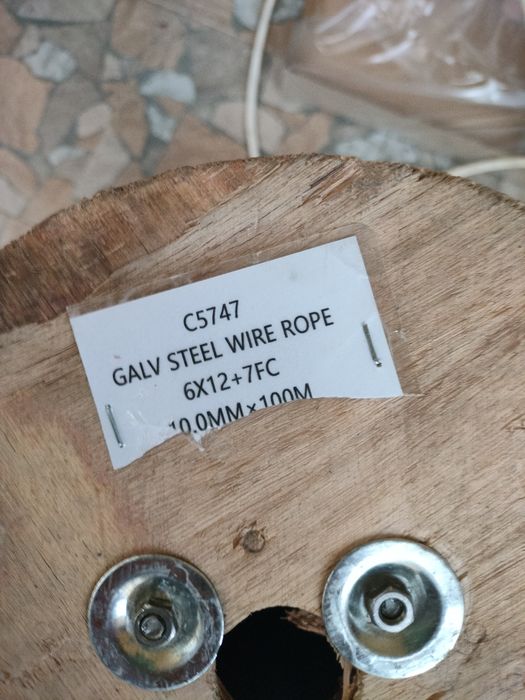 C5747
GALV STEEL WIRE ROPE
6X12+7FC
10.0MM×100M